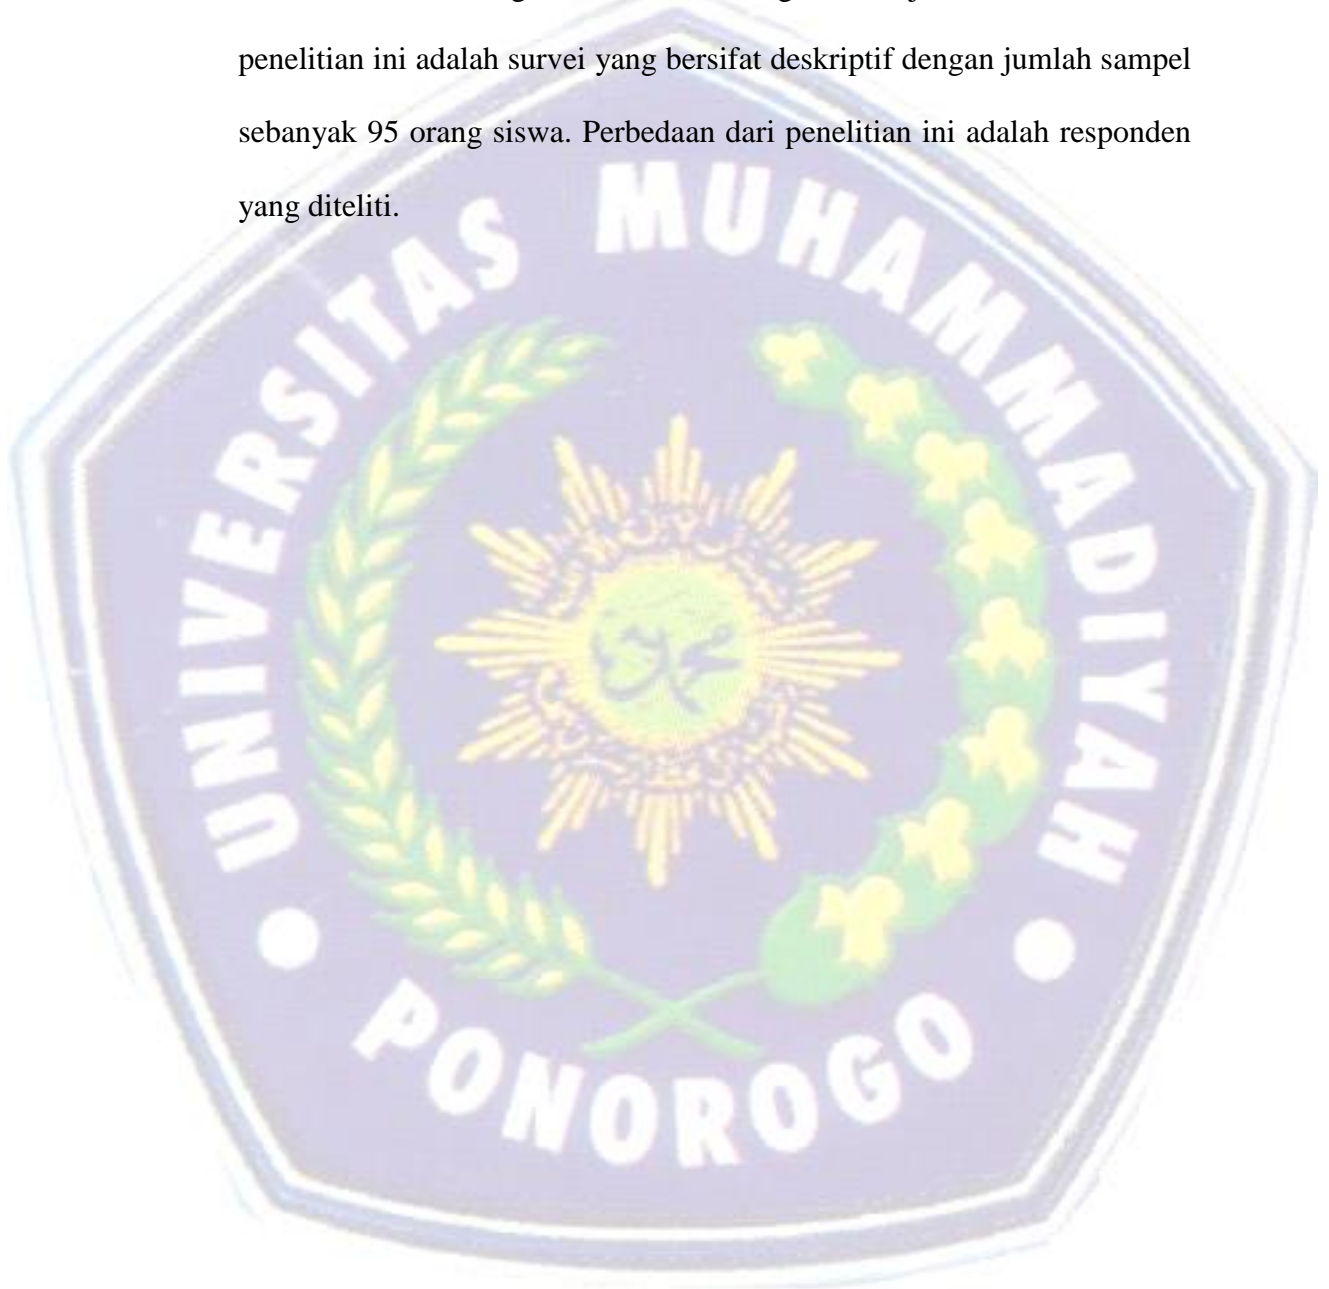 penelitian ini adalah survei yang bersifat deskriptif dengan jumlah sampel
sebanyak 95 orang siswa. Perbedaan dari penelitian ini adalah responden
yang diteliti.
UNIVERSITAS MUHAMMADIYAH
PONOROGO